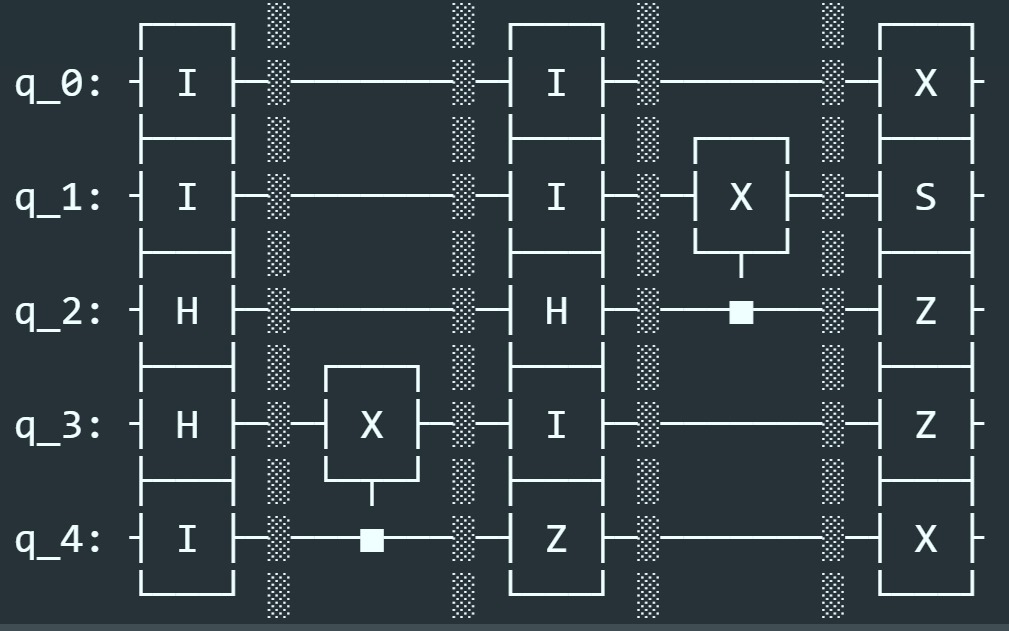 q_0: I I X
q_1: I I X S
q_2: H H Z
q_3: H X I Z
q_4: I Z X